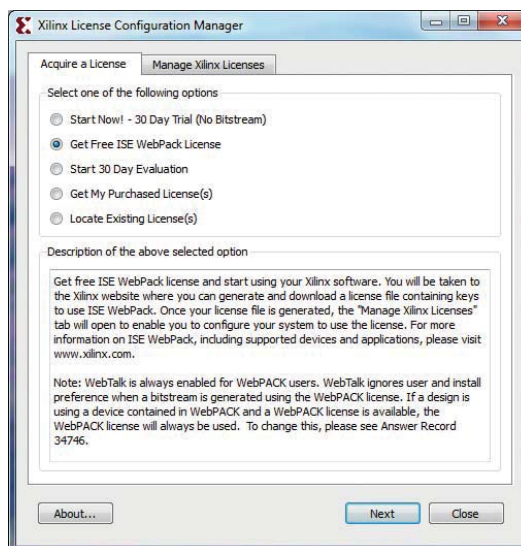 Xilinx License Configuration Manager
Acquire a License
Manage Xilinx Licenses
Select one of the following options
Start Now! - 30 Day Trial (No Bitstream)
Get Free ISE WebPack License
Start 30 Day Evaluation
Get My Purchased License(s)
Locate Existing License(s)
Description of the above selected option
Get free ISE WebPack license and start using your Xilinx software. You will be taken to
the Xilinx website where you can generate and download a license file containing keys
to use ISE WebPack. Once your license file is generated, the "Manage Xilinx Licenses"
tab will open to enable you to configure your system to use the license. For more
information on ISE WebPack, including supported devices and applications, please visit
www.xilinx.com.
Note: WebTalk is always enabled for WebPACK users. WebTalk ignores user and install
preference when a bitstream is generated using the WebPACK license. If a design is
using a device contained in WebPACK and a WebPACK license is available, the
WebPACK license will always be used. To change this, please see Answer Record
34746.
About...
Next
Close